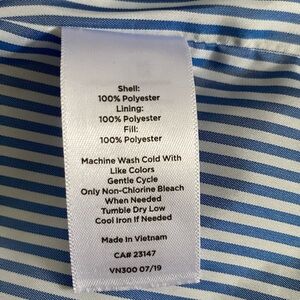 Shell:
100% Polyester
Lining:
100% Polyester
Fill:
100% Polyester
Machine Wash Cold With
Like Colors
Gentle Cycle
Only Non-Chlorine Bleach
When Needed
Tumble Dry Low
Cool Iron If Needed
Made In Vietnam
CA# 23147
VN300 07/19